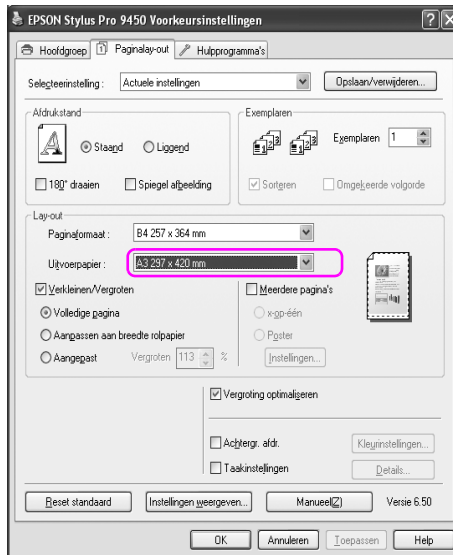 EPSON Stylus Pro 9450 Voorkeursinstellingen
Hoofdgroep Paginalay-out Hulpprogramma's
Selecteerinstelling : Actuele instellingen Opslaan/verwijderen...
Afdrukstand Exemplaren
Staand Liggend Exemplaren 1
180° draaien Spiegel afbeelding Sorteren Omgekeerde volgorde
Lay-out
Paginaformaat : B4 257 x 364 mm
Uitvoerpapier : A3 297 x 420 mm
Verkleinen/Vergroten Meerdere pagina's
Volledige pagina x-op-één
Aanpassen aan breedte rolpapier Poster
Aangepast Vergroten 113 % Instellingen...
Vergroting optimaliseren
Achtergr. afdr. Kleurinstellingen...
Taakinstellingen Details...
Reset standaard Instellingen weergeven... Manueel(Z) Versie 6.50
OK Annuleren Toepassen Help